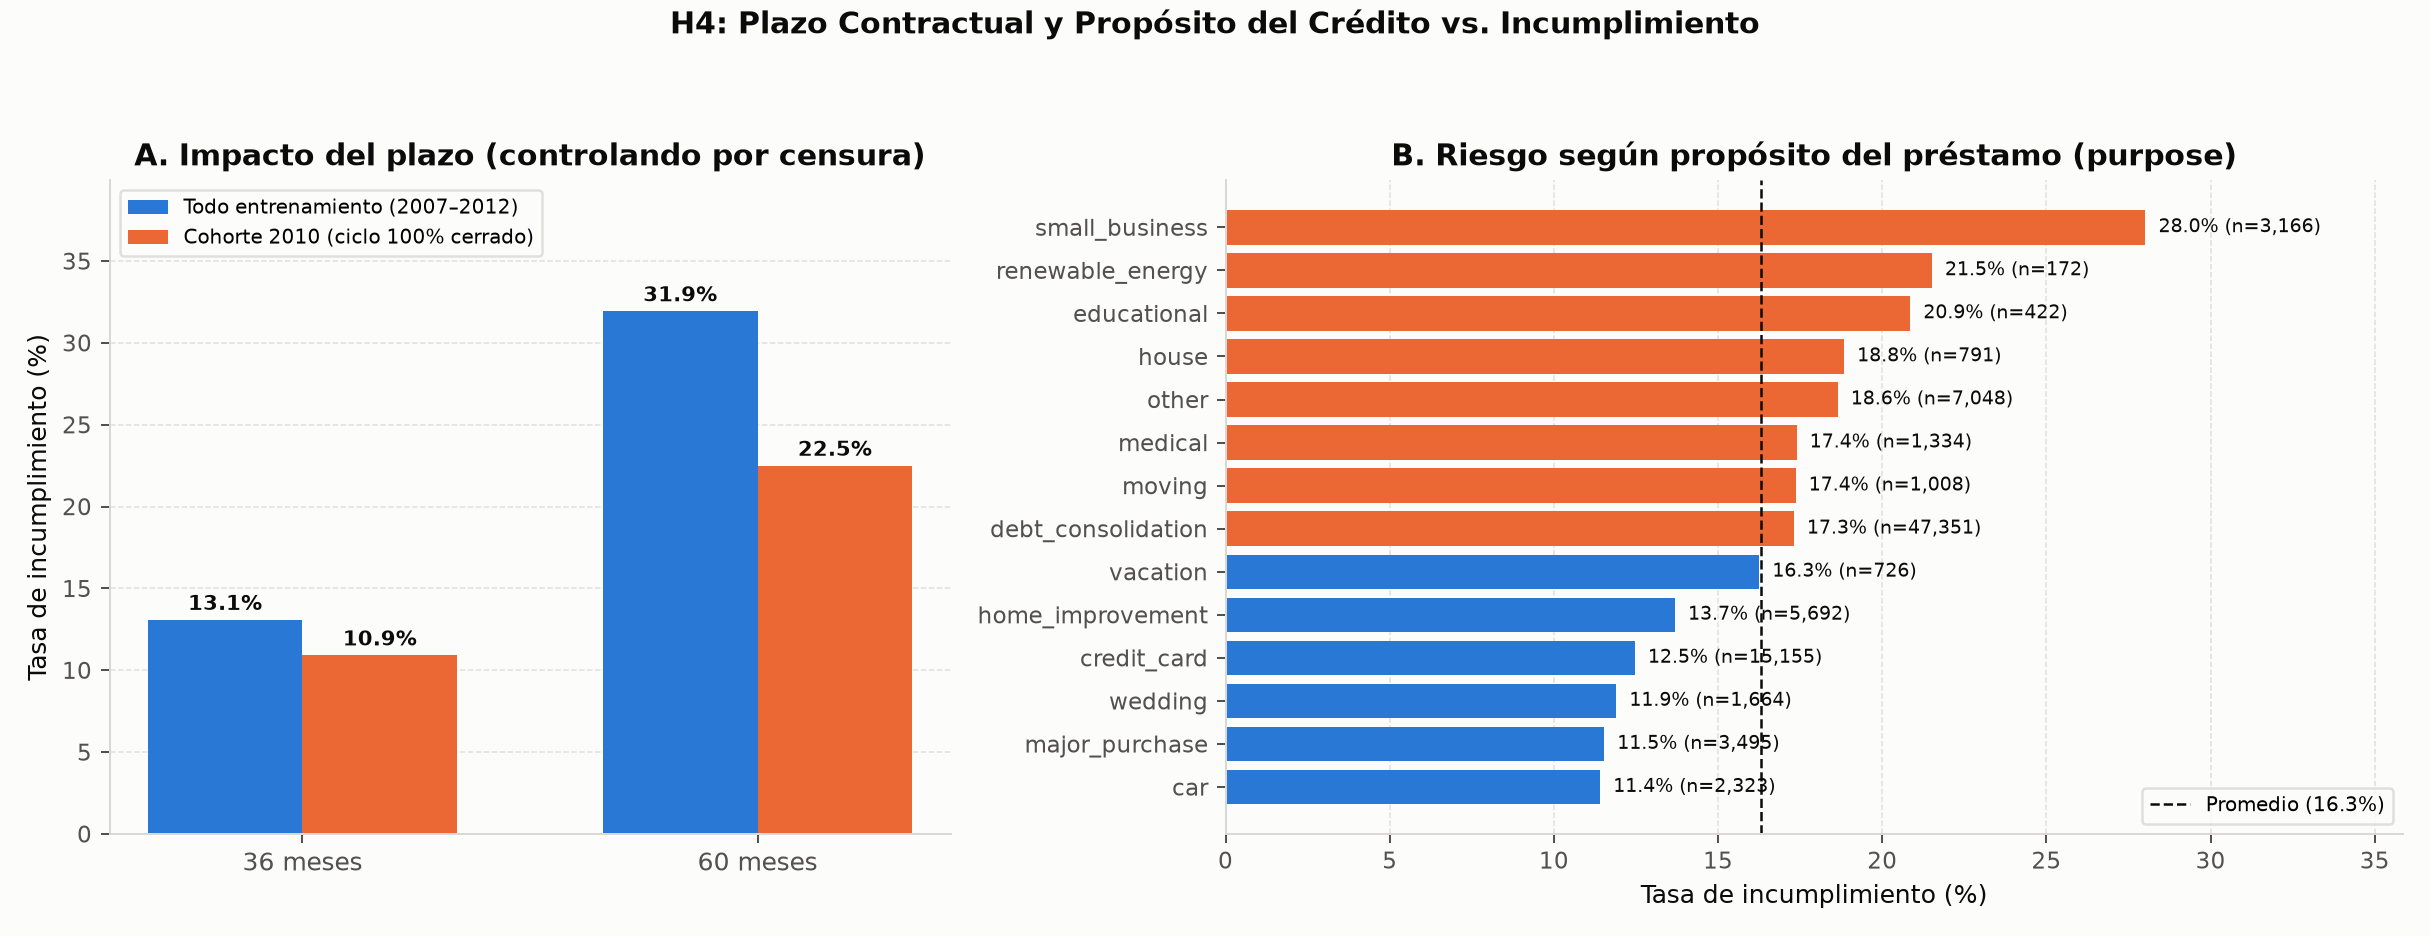 H4: Plazo Contractual y Propósito del Crédito vs. Incumplimiento
A. Impacto del plazo (controlando por censura)
Todo entrenamiento (2007–2012)
Cohorte 2010 (ciclo 100% cerrado)
Tasa de incumplimiento (%)
35
30
25
20
15
10
5
0
13.1%
10.9%
31.9%
22.5%
36 meses
60 meses
B. Riesgo según propósito del préstamo (purpose)
small_business 28.0% (n=3,166)
renewable_energy 21.5% (n=172)
educational 20.9% (n=422)
house 18.8% (n=791)
other 18.6% (n=7,048)
medical 17.4% (n=1,334)
moving 17.4% (n=1,008)
debt_consolidation 17.3% (n=47,351)
vacation 16.3% (n=726)
home_improvement 13.7% (n=5,692)
credit_card 12.5% (n=15,155)
wedding 11.9% (n=1,664)
major_purchase 11.5% (n=3,495)
car 11.4% (n=2,323)
Promedio (16.3%)
0 5 10 15 20 25 30 35
Tasa de incumplimiento (%)